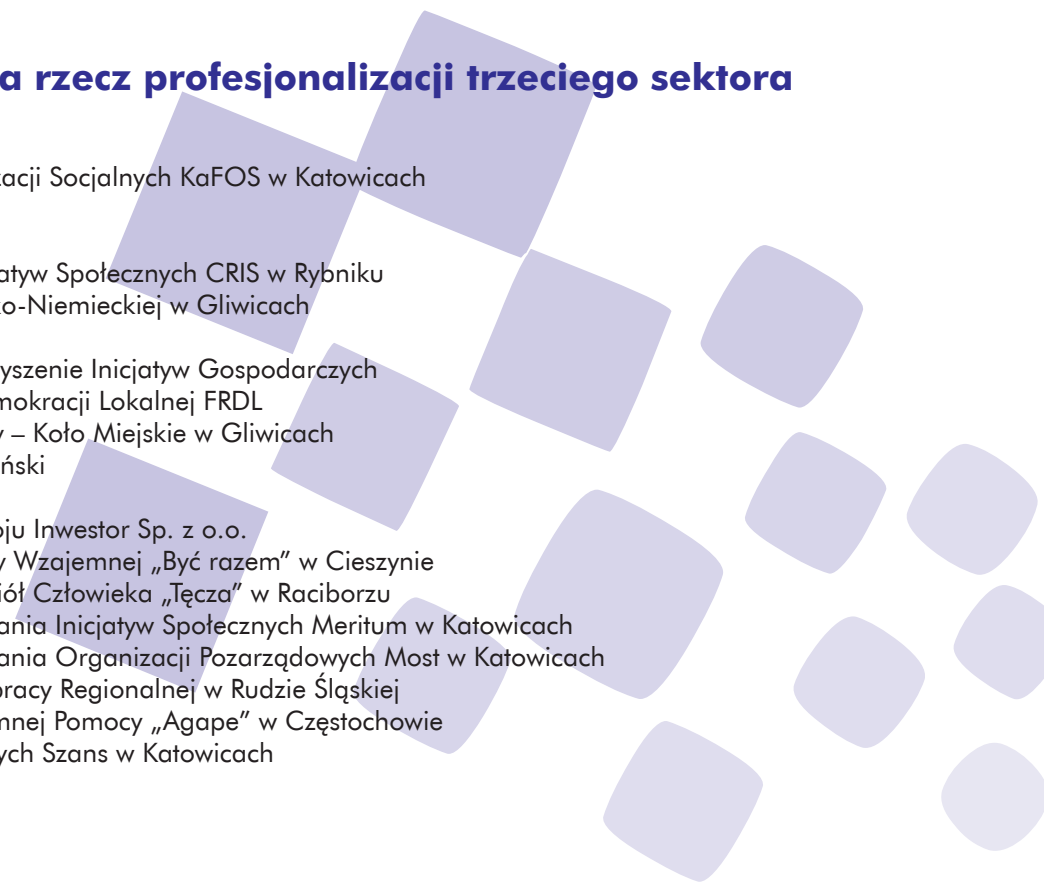 a rzecz profesjonalizacji trzeciego sektora
zacji Socjalnych KaFOS w Katowicach
atyw Społecznych CRIS w Rybniku
o-Niemieckiej w Gliwicach
yszenie Inicjatyw Gospodarczych
mokracji Lokalnej FRDL
y – Koło Miejskie w Gliwicach
ński
oju Inwestor Sp. z o.o.
y Wzajemnej „Być razem” w Cieszynie
iół Człowieka „Tęcza” w Raciborzu
ania Inicjatyw Społecznych Meritum w Katowicach
ania Organizacji Pozarządowych Most w Katowicach
pracy Regionalnej w Rudzie Śląskiej
mnej Pomocy „Agape” w Częstochowie
ych Szans w Katowicach